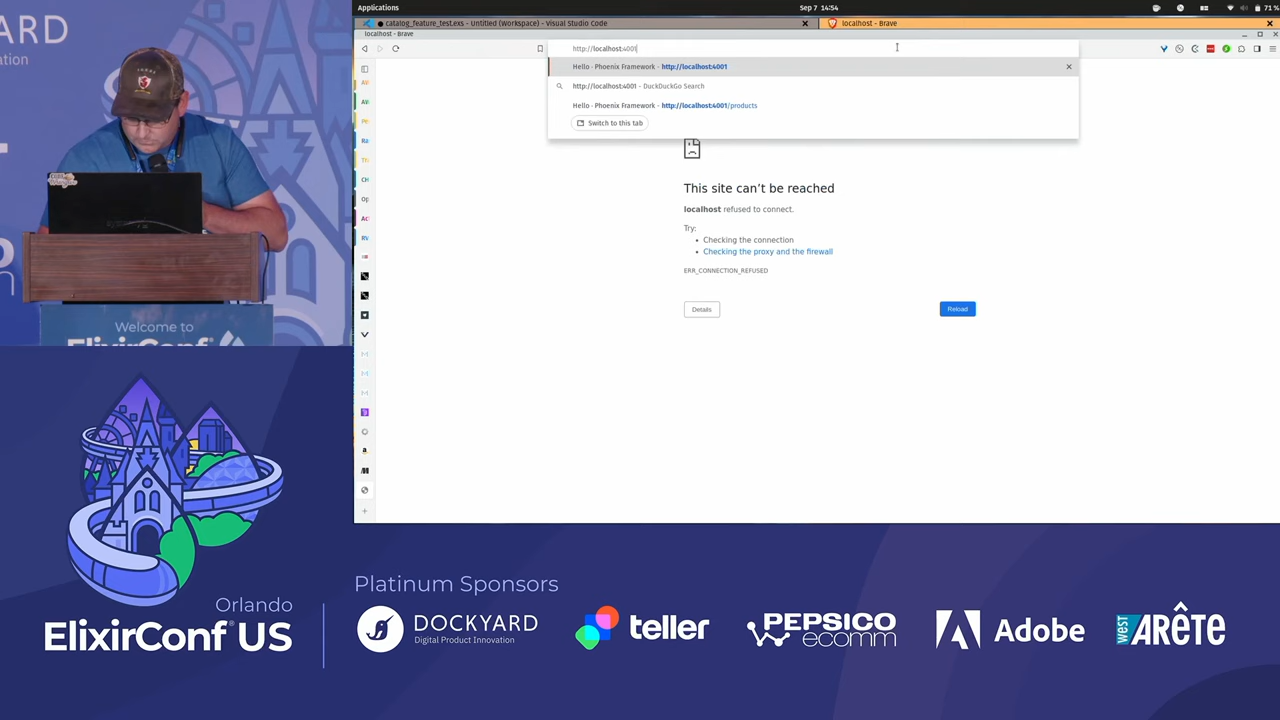 Applications
Sep 7 14:54
71 %
catalog_feature_test.exs - Untitled (Workspace) - Visual Studio Code
localhost - Brave
localhost - Brave
http://localhost:4001
Hello · Phoenix Framework - http://localhost:4001
http://localhost:4001 - DuckDuckGo Search
Hello · Phoenix Framework - http://localhost:4001/products
Switch to this tab
This site can’t be reached
localhost refused to connect.
Try:
• Checking the connection
• Checking the proxy and the firewall
ERR_CONNECTION_REFUSED
Details
Reload
YARD
ation
Welcome to
ElixirConf
Orlando
ElixirConf® US
Platinum Sponsors
DOCKYARD
Digital Product Innovation
teller
PEPSICO
ecomm
Adobe
west ARÊTE